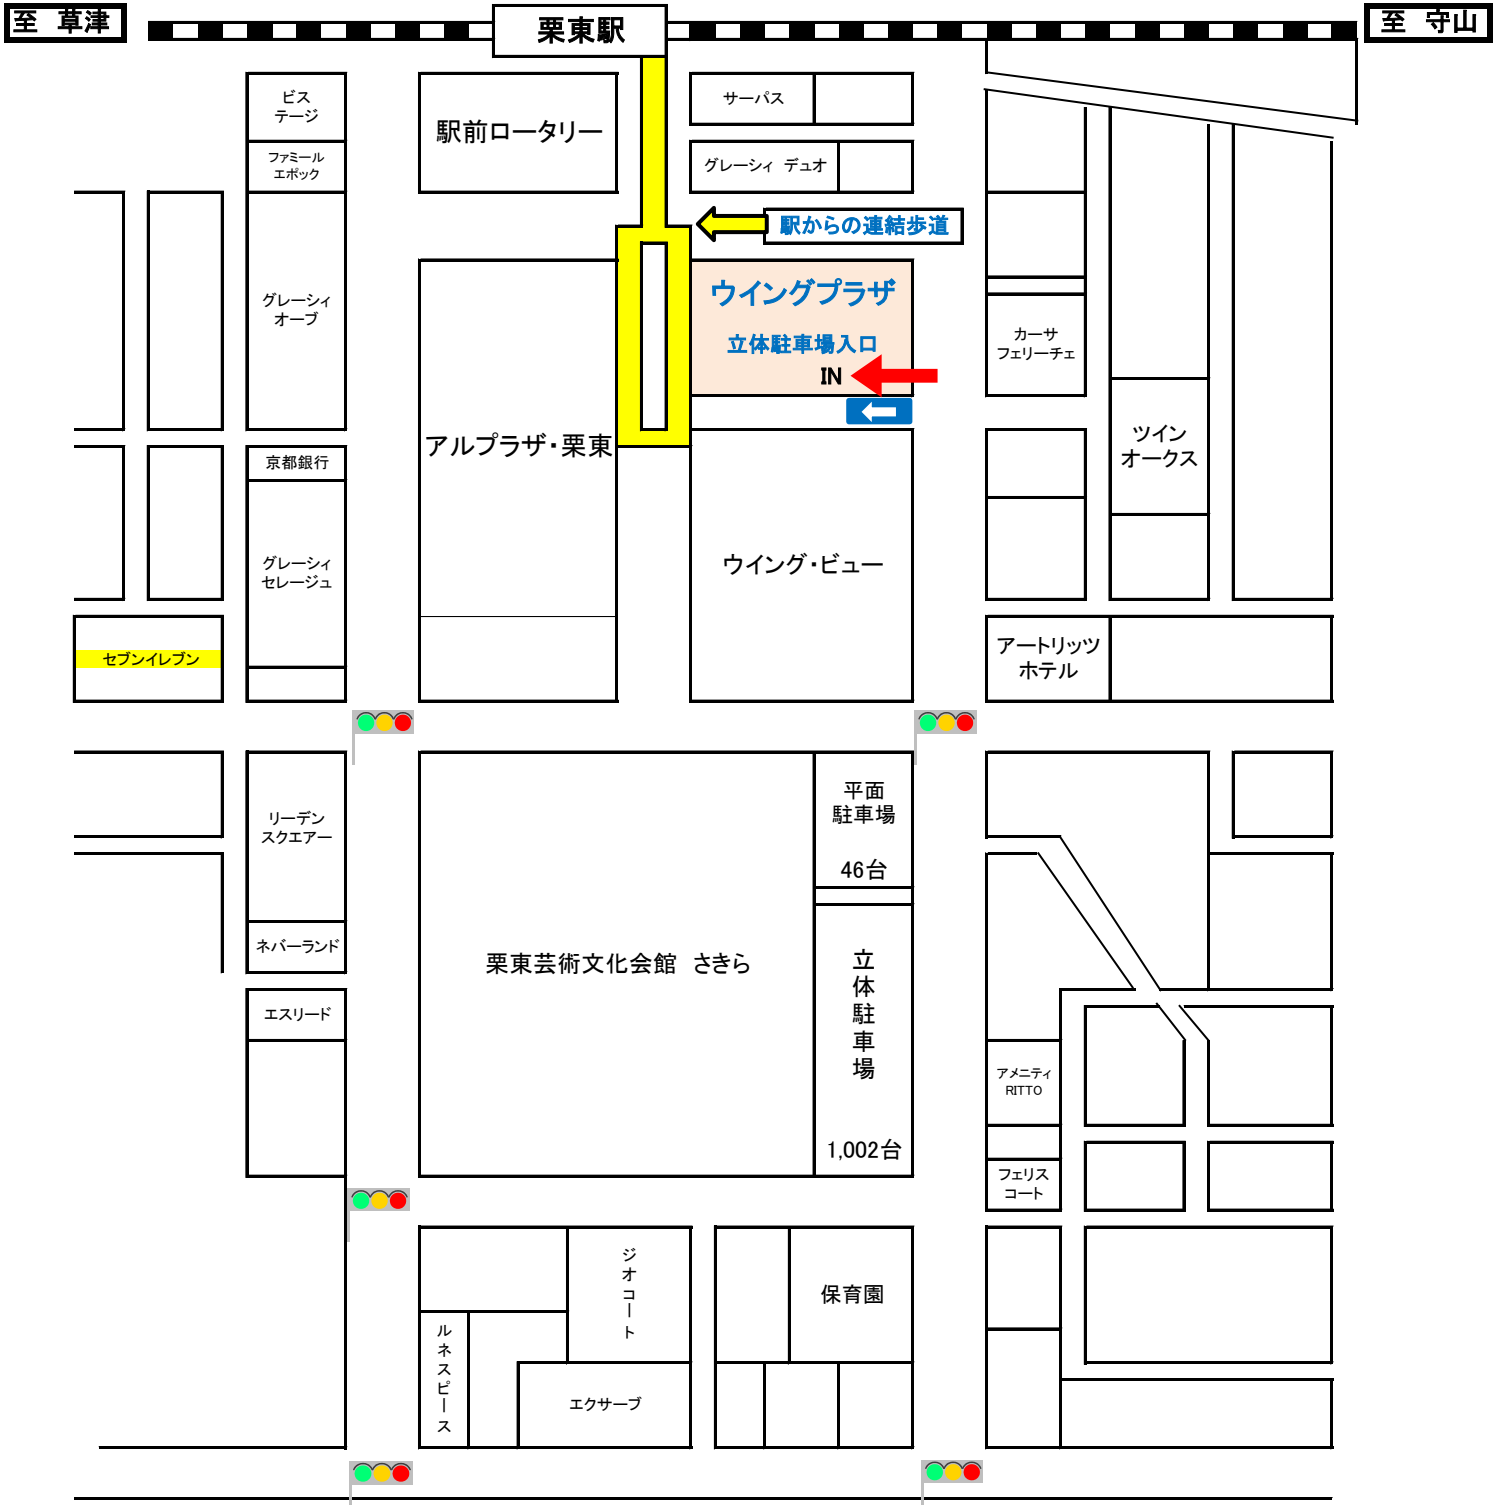 至 草津
栗東駅
至 守山
ビス
テージ
駅前ロータリー
サーパス
ファミール
エポック
グレーシィ デュオ
駅からの連結歩道
グレーシィ
オーブ
ウイングプラザ
立体駐車場入口
IN
カーサ
フェリーチェ
アルプラザ・栗東
ツイン
オークス
京都銀行
グレーシィ
セレージュ
ウイング・ビュー
セブンイレブン
アートリッツ
ホテル
リーデン
スクエアー
平面
駐車場
46台
ネバーランド
栗東芸術文化会館 さきら
立体駐車場
1,002台
エスリード
アメニティ
RITTO
フェリス
コート
ジオコート
保育園
ルネスピース
エクサーブ